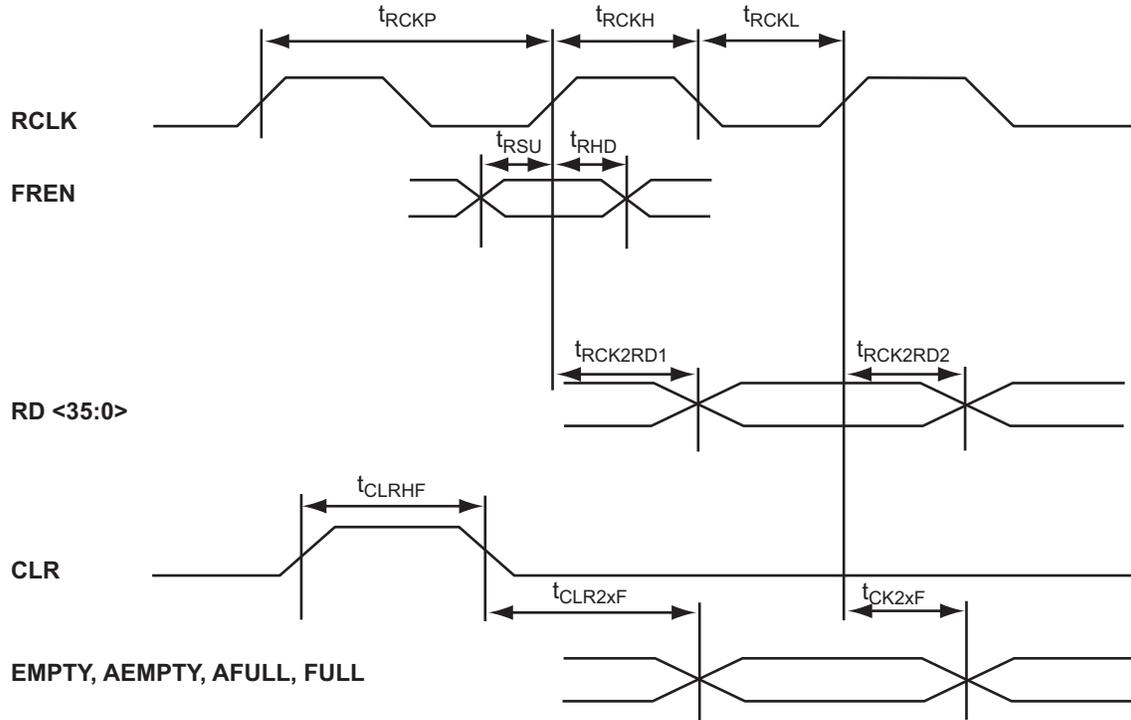 tRCKP
tRCKH
tRCKL
RCLK
tRSU
tRHD
FREN
tRCK2RD1
tRCK2RD2
RD <35:0>
tCLRHF
CLR
tCLR2xF
tCK2xF
EMPTY, AEMPTY, AFULL, FULL